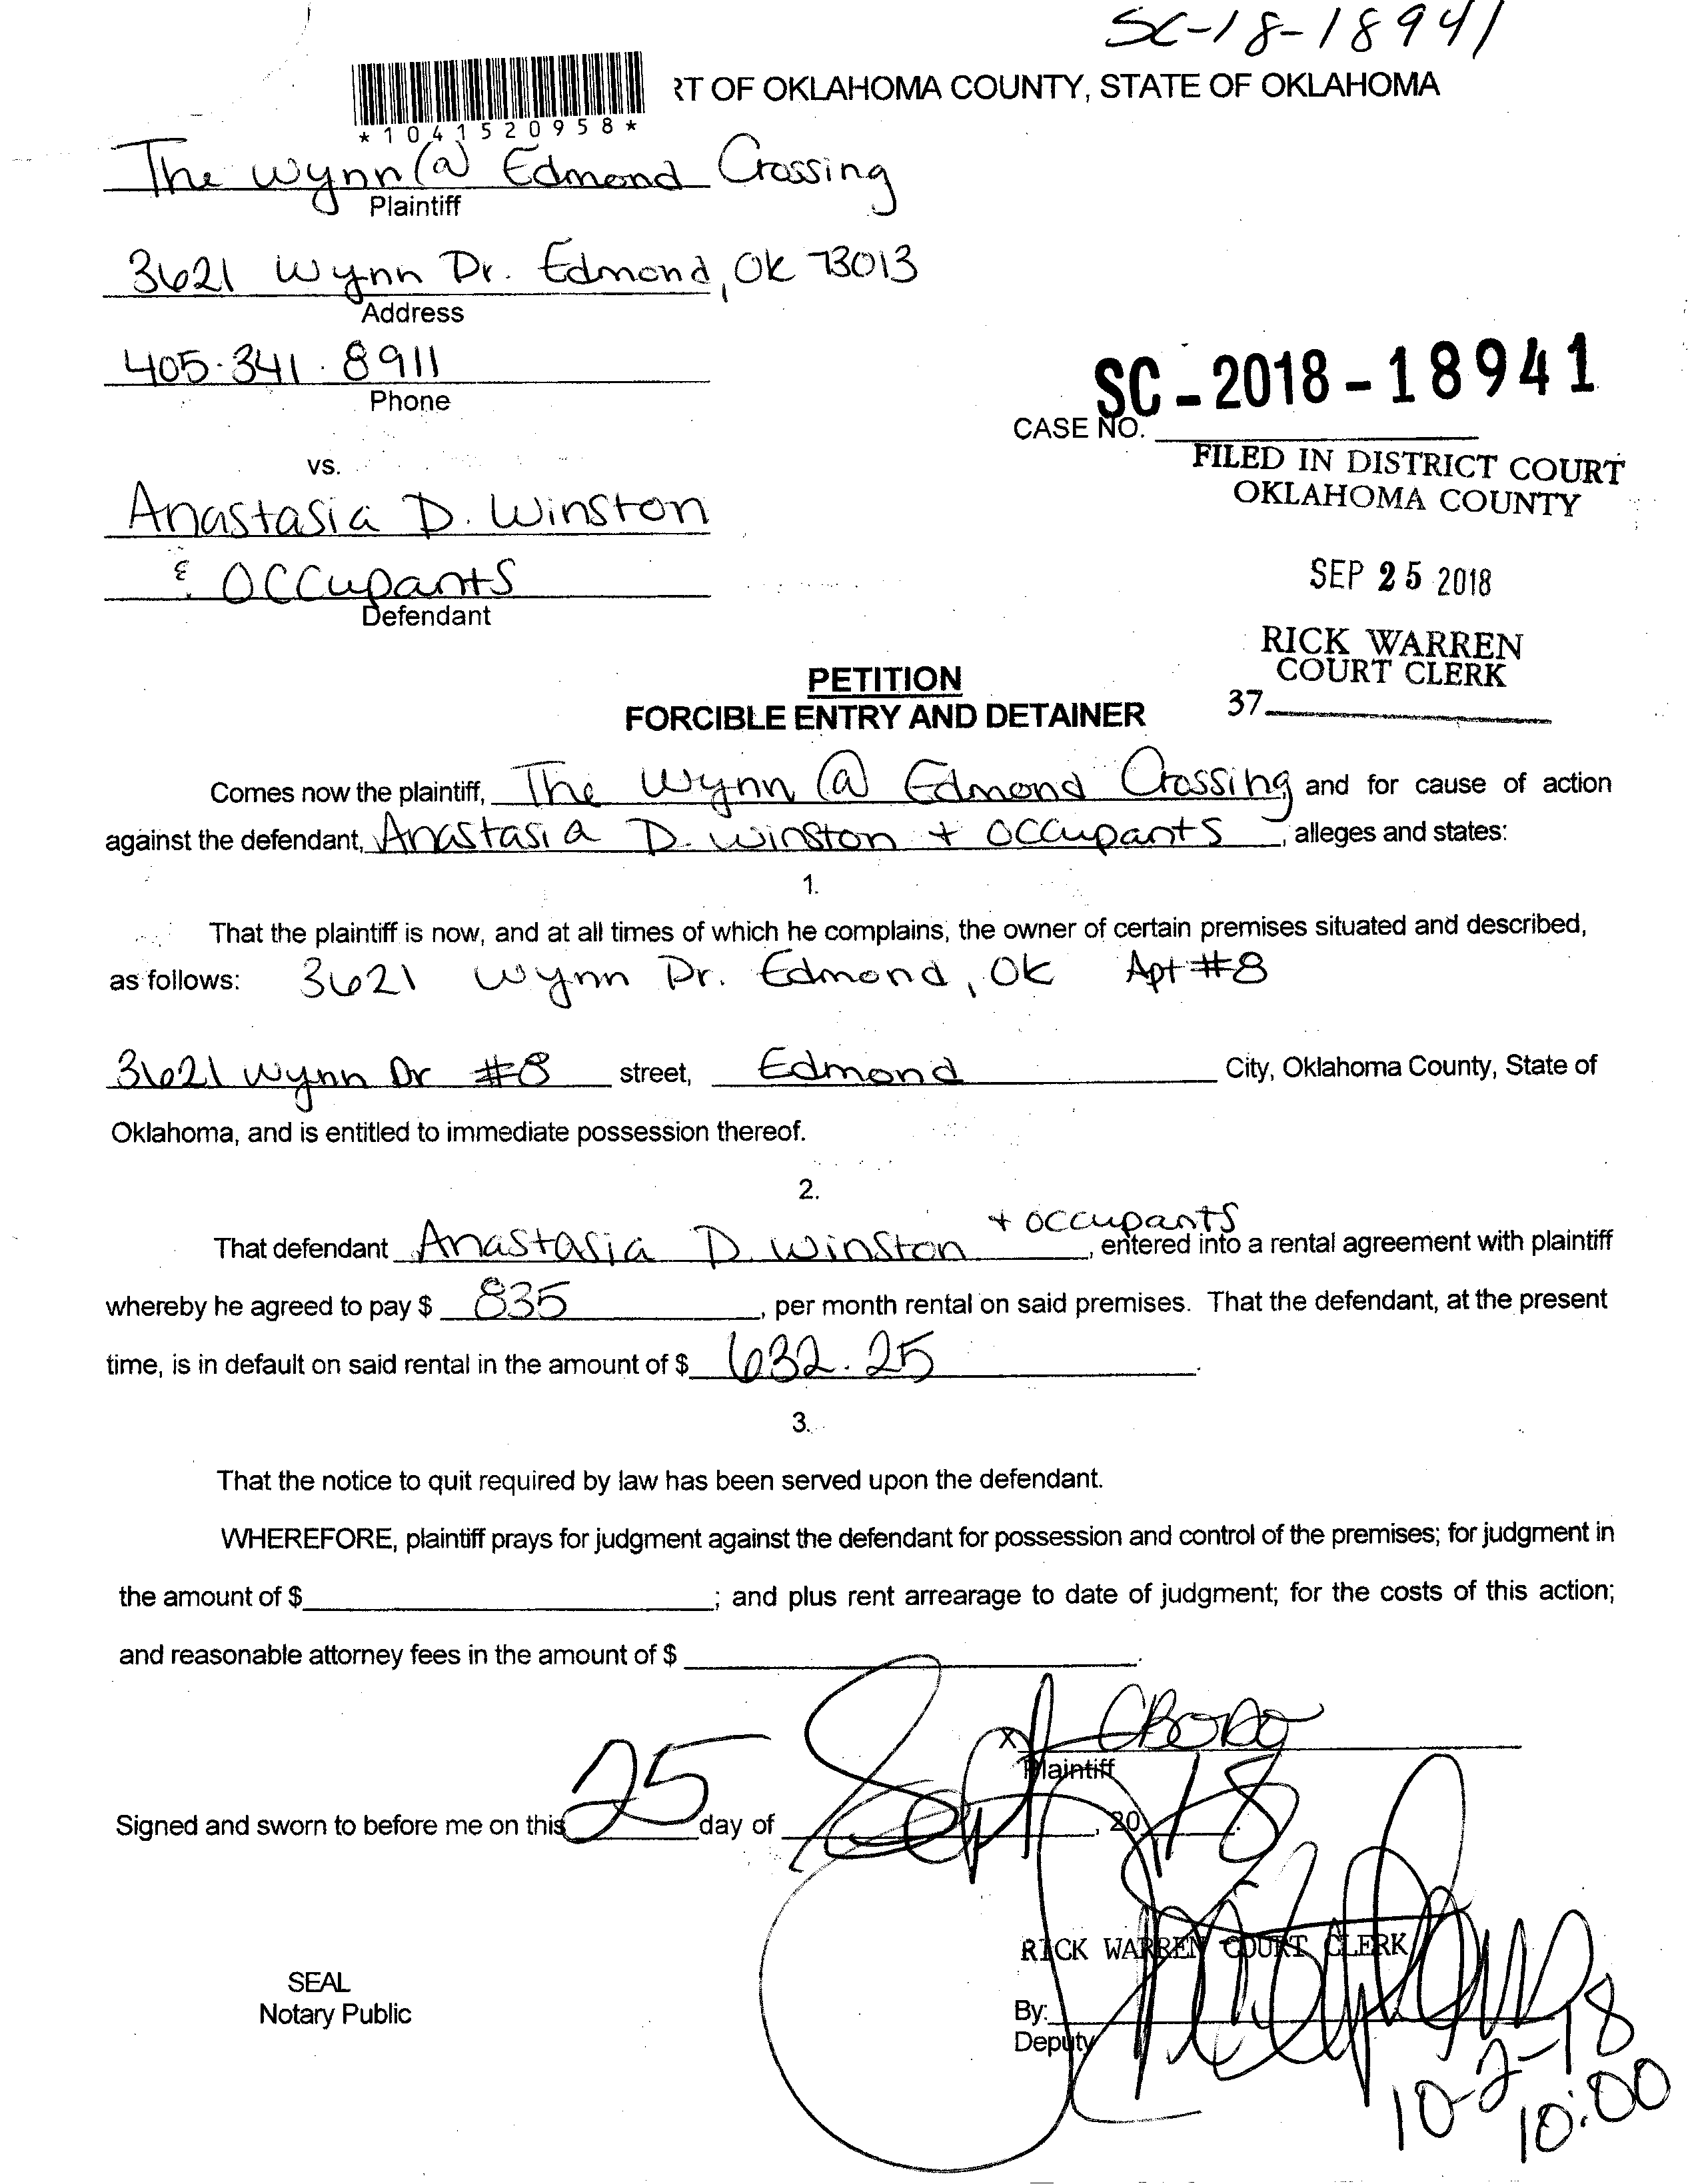 SC-18-18941
RT OF OKLAHOMA COUNTY, STATE OF OKLAHOMA
*1041520958*
The Wynn @ Edmond Crossing
Plaintiff
3621 Wynn Dr. Edmond, OK 73013
Address
405.341.8911
Phone
SC-2018-18941
CASE NO.
FILED IN DISTRICT COURT
OKLAHOMA COUNTY
vs.
Anastasia D. Winston
& Occupants
Defendant
SEP 25 2018
RICK WARREN
COURT CLERK
37
PETITION
FORCIBLE ENTRY AND DETAINER
Comes now the plaintiff, The Wynn @ Edmond Crossing and for cause of action
against the defendant, Anastasia D. Winston + occupants, alleges and states:
1.
That the plaintiff is now, and at all times of which he complains, the owner of certain premises situated and described,
as follows: 3621 Wynn Dr. Edmond, OK Apt #8
3621 Wynn Dr #8 street, Edmond City, Oklahoma County, State of
Oklahoma, and is entitled to immediate possession thereof.
2.
That defendant Anastasia D. Winston + occupants, entered into a rental agreement with plaintiff
whereby he agreed to pay $ 835, per month rental on said premises. That the defendant, at the present
time, is in default on said rental in the amount of $ 632.25.
3.
That the notice to quit required by law has been served upon the defendant.
WHEREFORE, plaintiff prays for judgment against the defendant for possession and control of the premises; for judgment in
the amount of $ ; and plus rent arrearage to date of judgment; for the costs of this action;
and reasonable attorney fees in the amount of $ .
X
Plaintiff
Signed and sworn to before me on this 25 day of Sept, 20 18.
RICK WARREN COURT CLERK
SEAL
Notary Public
By:
Deputy
10-2-18
10:00